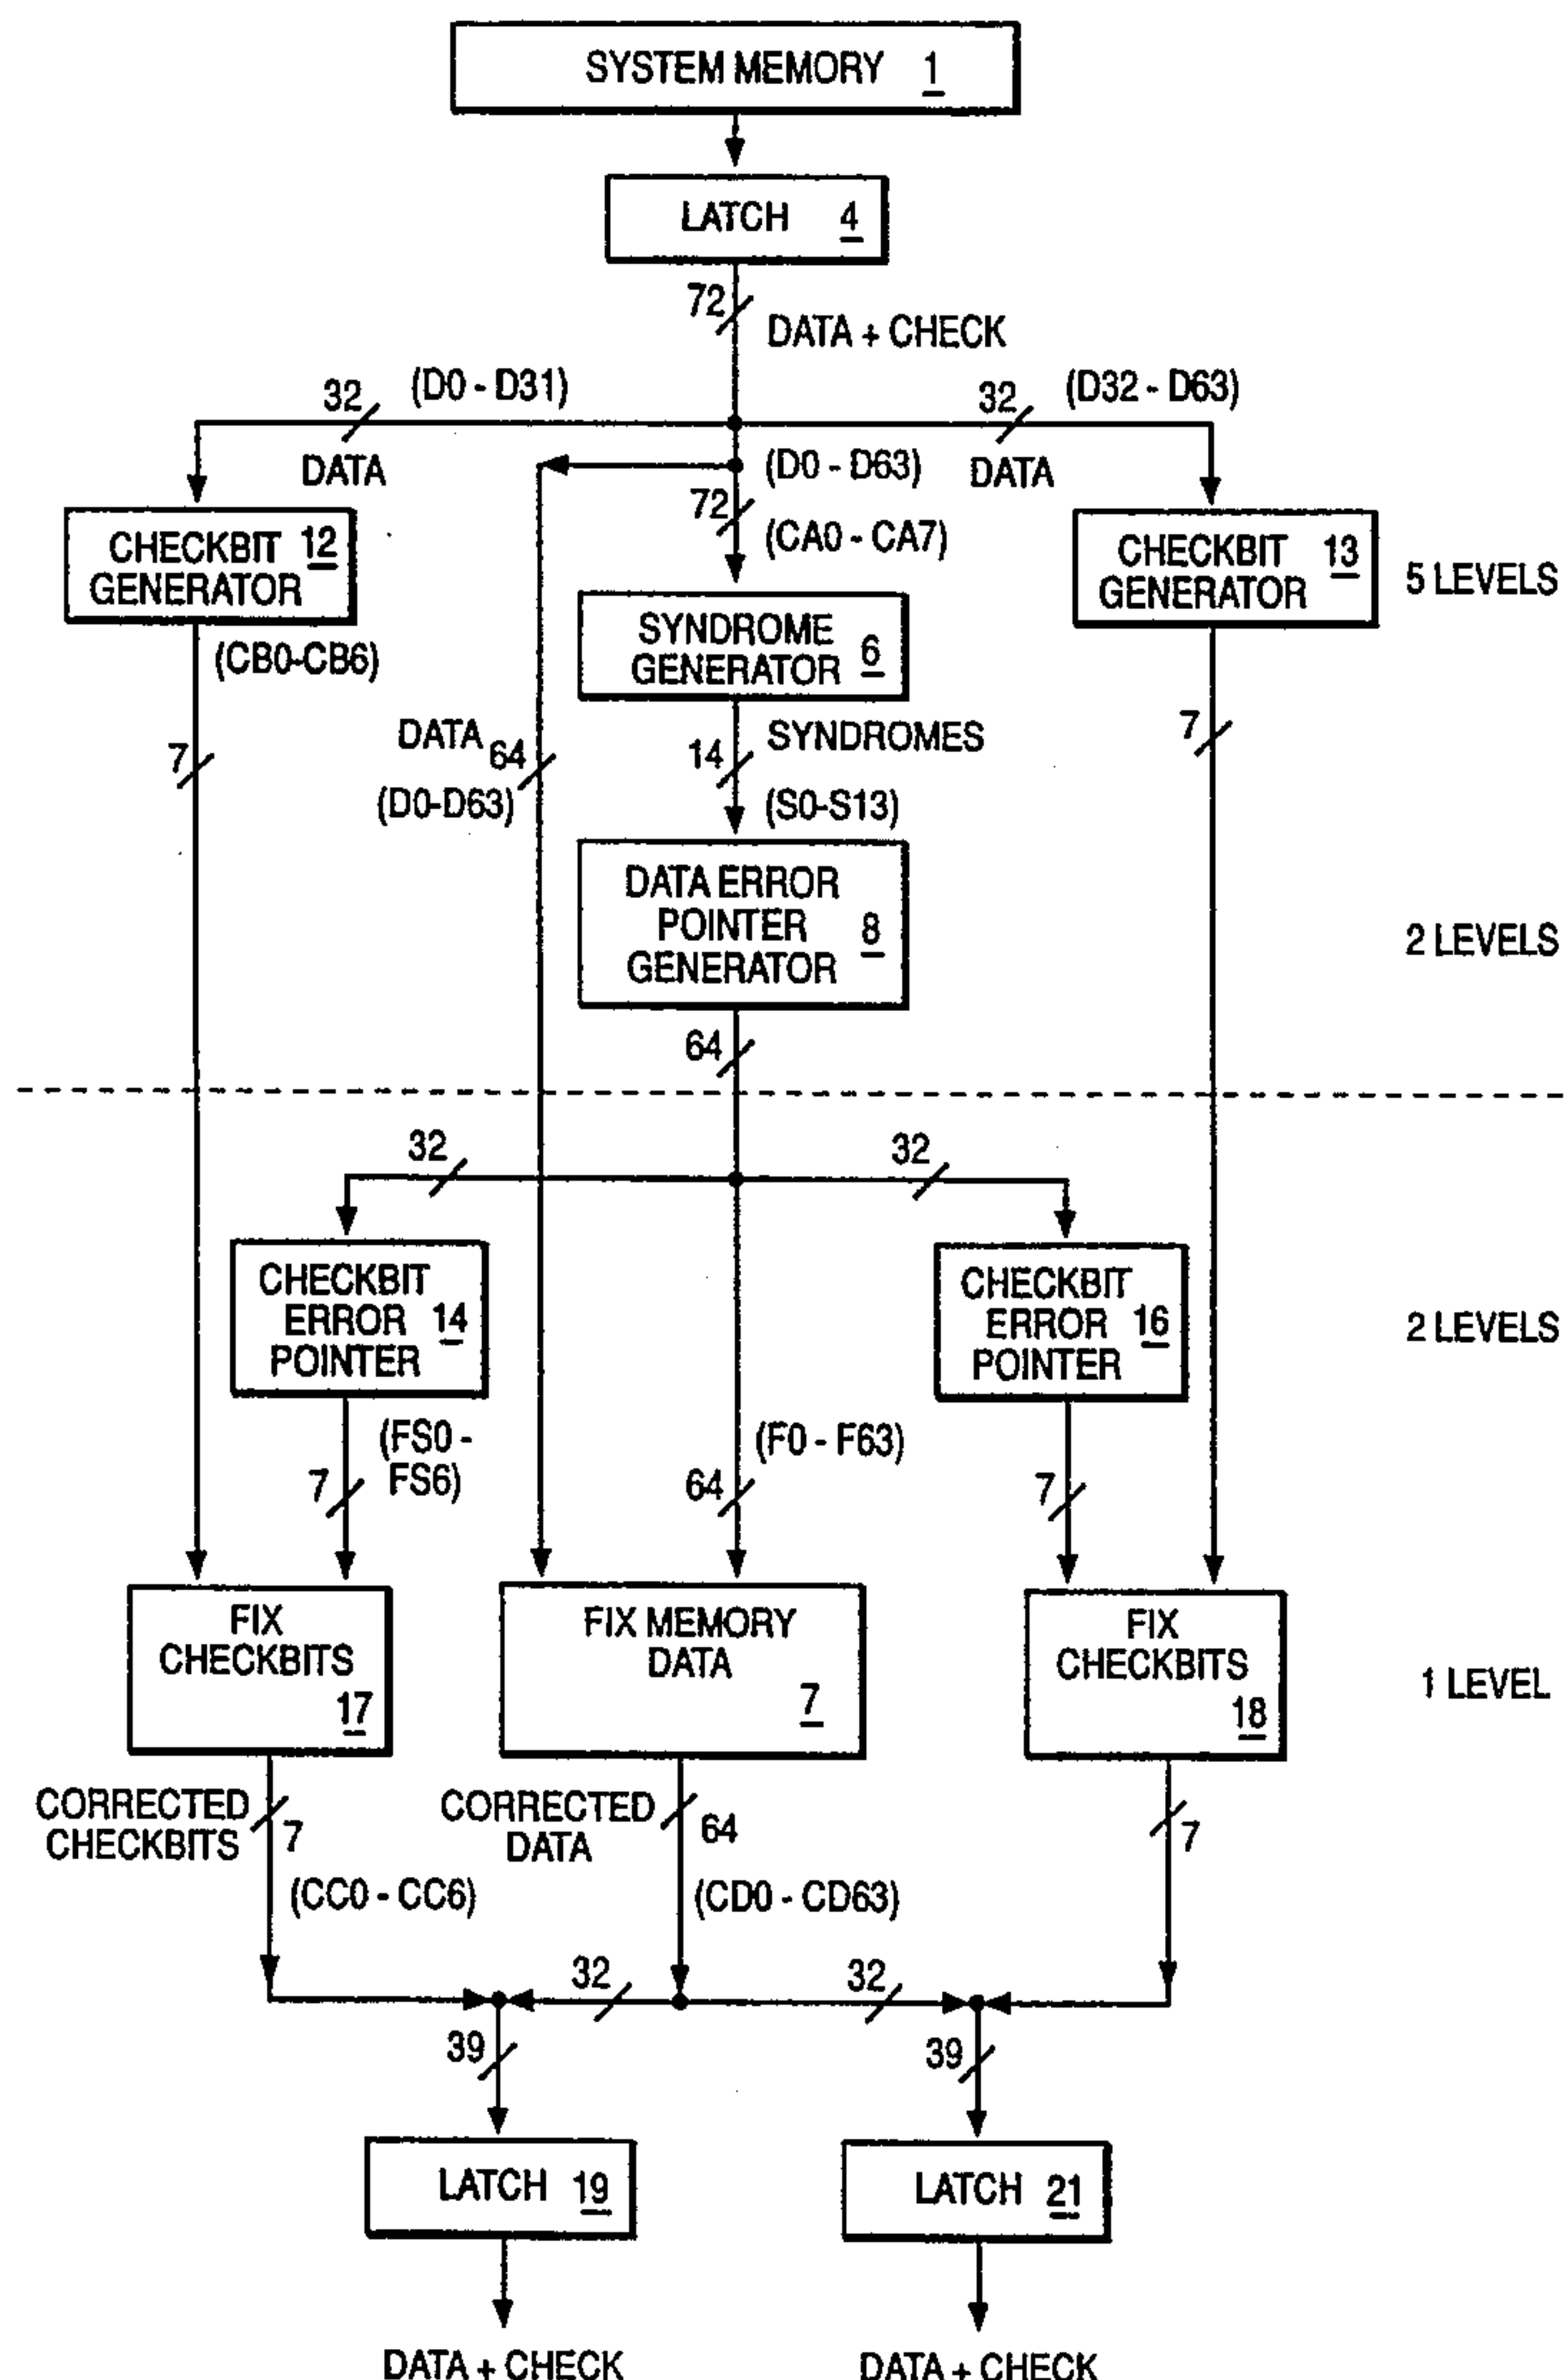 SYSTEM MEMORY 1
LATCH 4
72
DATA + CHECK
32
(D0 - D31)
32
(D32 - D63)
DATA
(D0 - D63)
DATA
72
(CA0 - CA7)
CHECKBIT 12
GENERATOR
CHECKBIT 13
GENERATOR
5 LEVELS
SYNDROME
GENERATOR 6
(CB0-CB6)
7
DATA
64
(D0-D63)
14
SYNDROMES
(S0-S13)
7
DATA ERROR
POINTER 8
GENERATOR
2 LEVELS
64
32
32
CHECKBIT
ERROR 14
POINTER
CHECKBIT
ERROR 16
POINTER
2 LEVELS
(FS0 -
FS6)
7
(F0 - F63)
64
7
FIX
CHECKBITS
17
FIX MEMORY
DATA
7
FIX
CHECKBITS
18
1 LEVEL
CORRECTED
CHECKBITS
7
(CC0 - CC6)
CORRECTED
DATA
64
(CD0 - CD63)
7
32
32
39
39
LATCH 19
LATCH 21
DATA + CHECK
DATA + CHECK